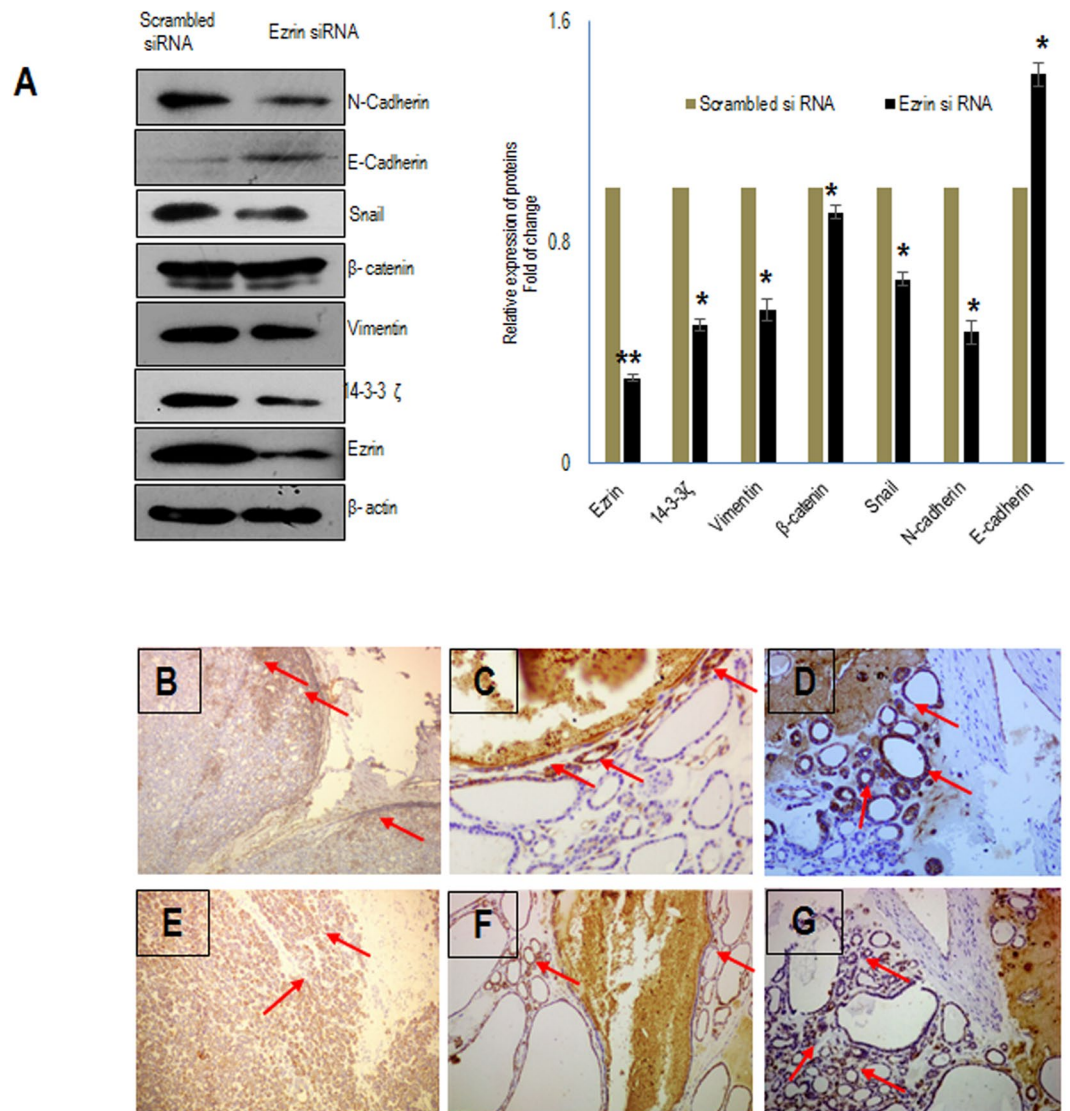 A
Scrambled
siRNA
Ezrin siRNA
N-Cadherin
E-Cadherin
Snail
β- catenin
Vimentin
14-3-3 ζ
Ezrin
β- actin
Relative expression of proteins
Fold of change
1.6
0.8
0
Scrambled si RNA
Ezrin si RNA
**
*
*
*
*
*
*
Ezrin
14-3-3ζ
Vimentin
β-catenin
Snail
N-cadherin
E-cadherin
B
C
D
E
F
G